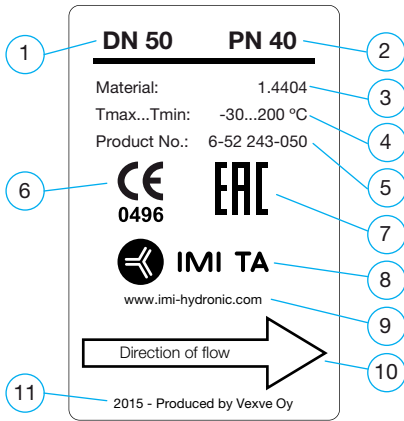 1 DN 50 PN 40 2
Material: 1.4404 3
Tmax...Tmin: -30...200 ºC 4
Product No.: 6-52 243-050 5
6 CE EAC
0496 7
IMI TA 8
www.imi-hydronic.com 9
Direction of flow 10
11 2015 - Produced by Vexve Oy